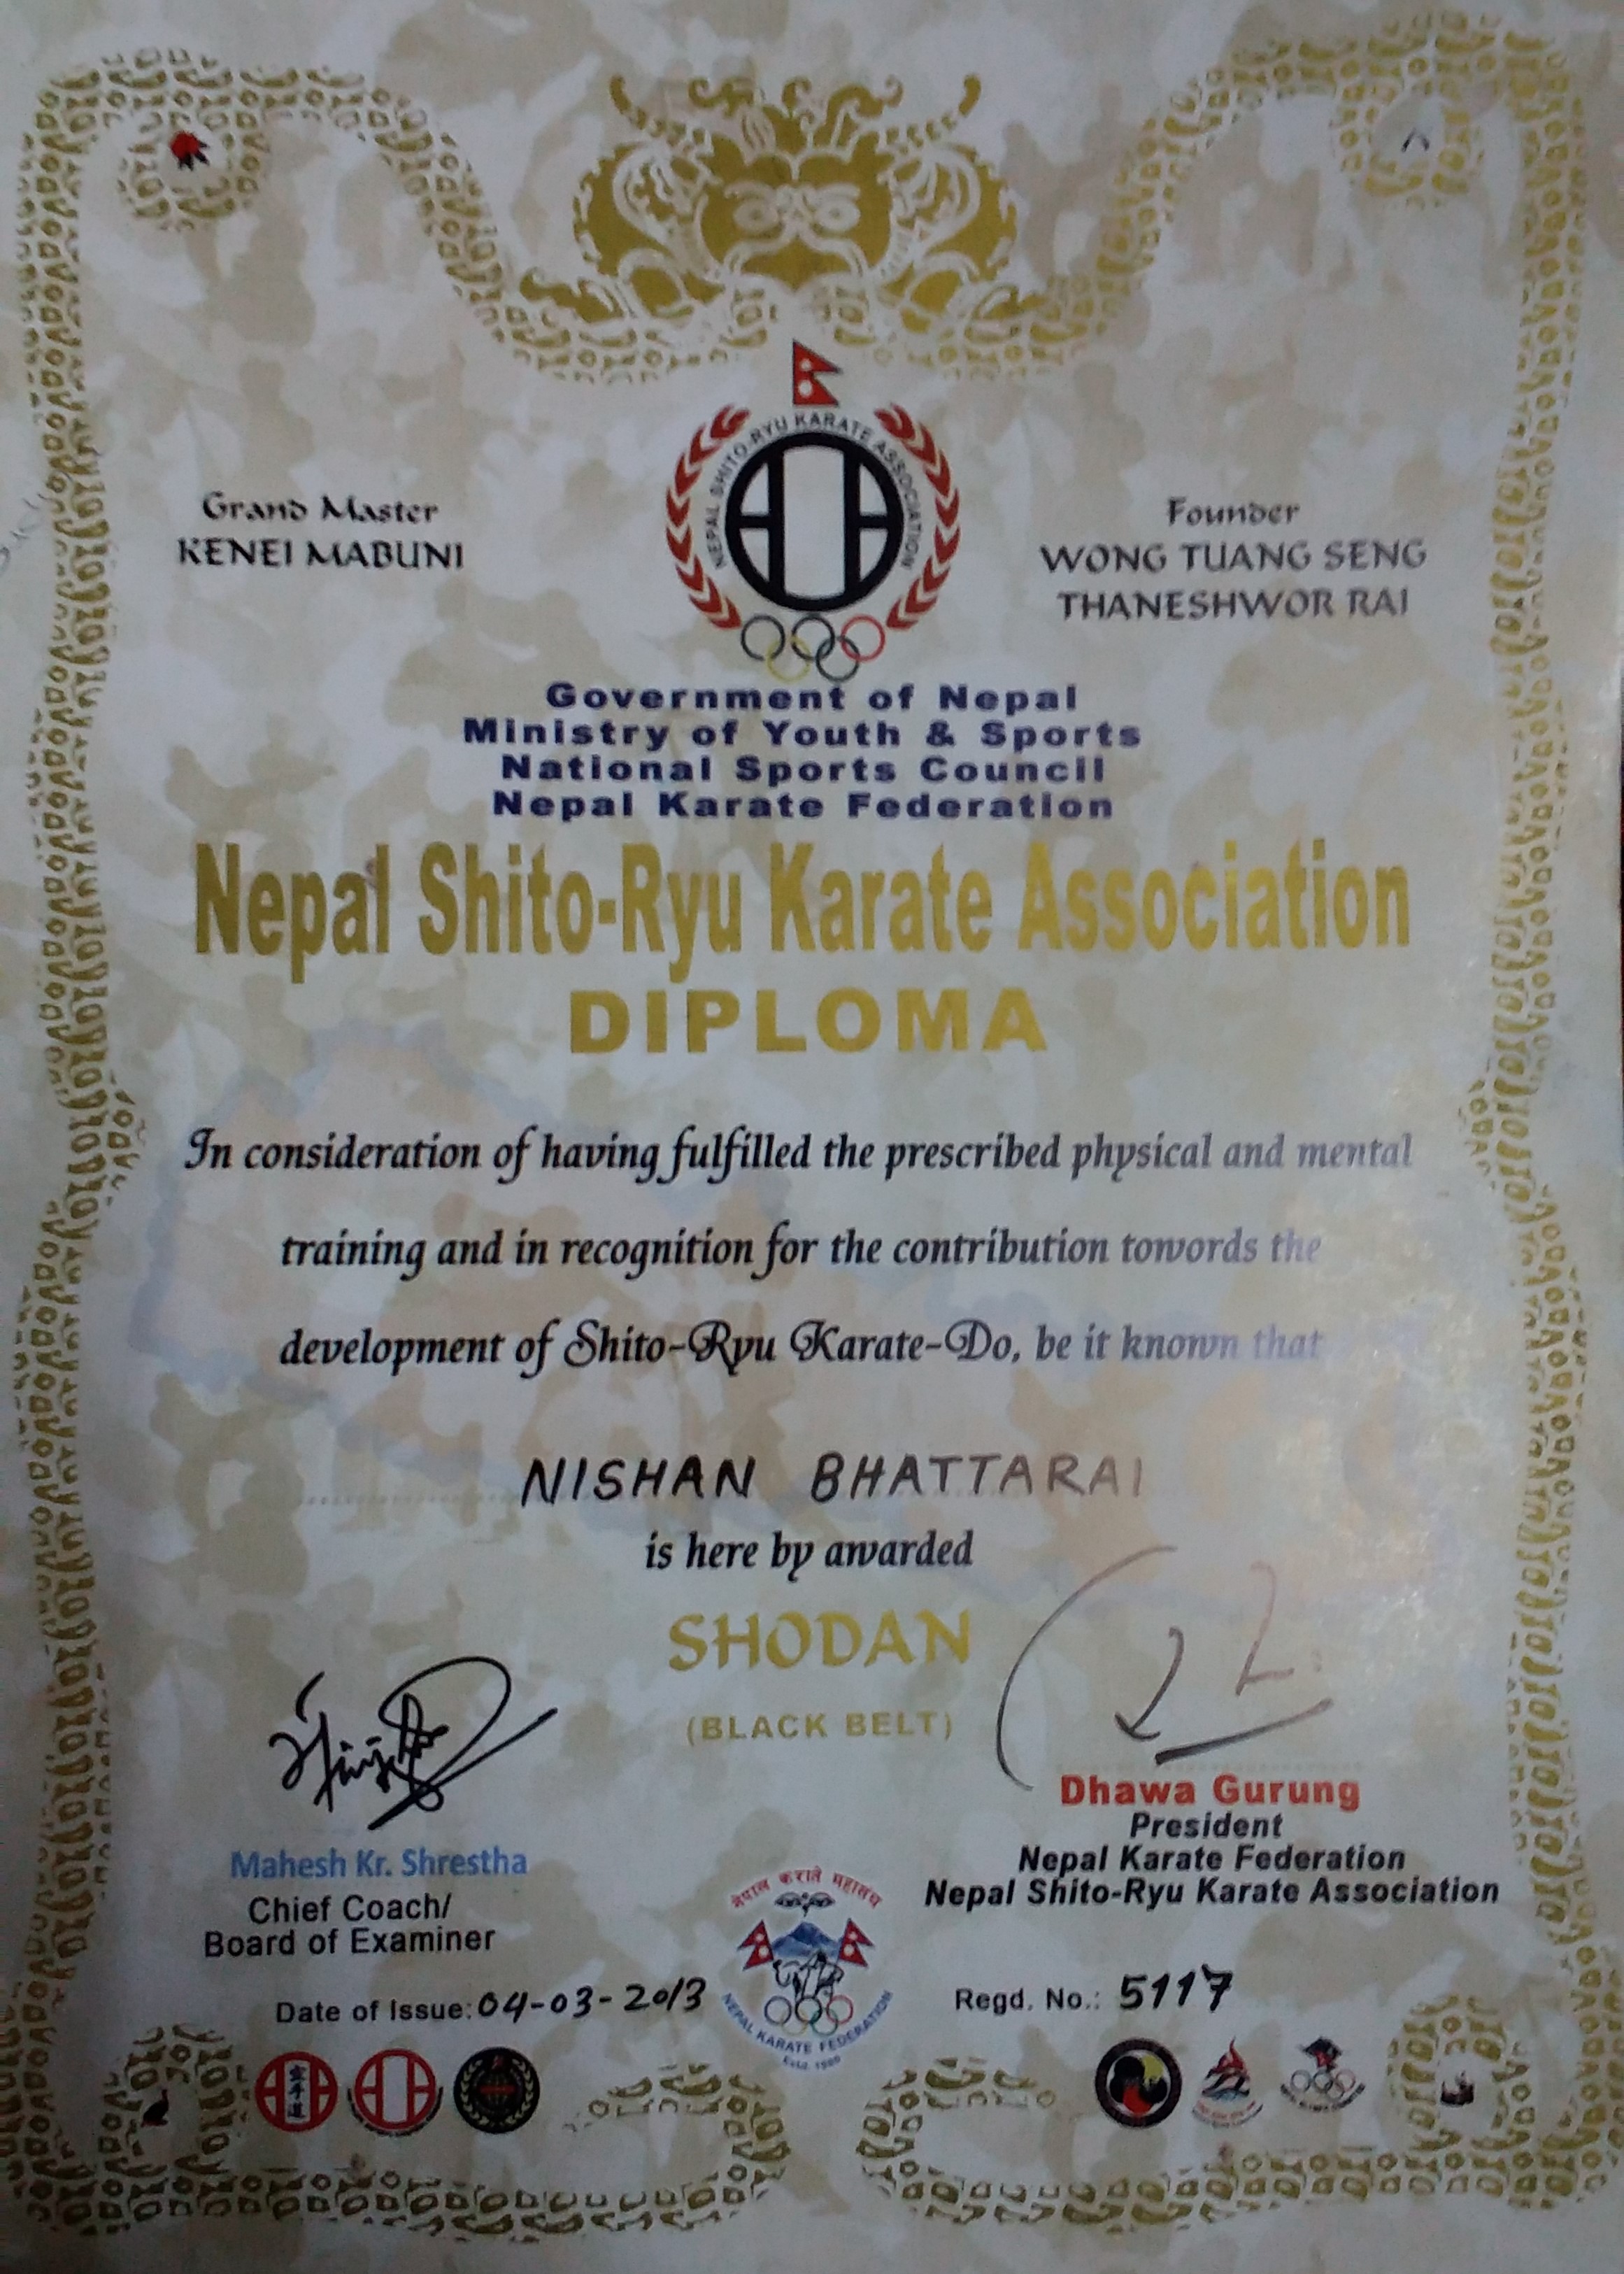 Grand Master
KENEI MABUNI
NEPAL SHITO-RYU KARATE ASSOCIATION
Founder
WONG TUANG SENG
THANESHWOR RAI
Government of Nepal
Ministry of Youth & Sports
National Sports Council
Nepal Karate Federation
Nepal Shito-Ryu Karate Association
DIPLOMA
In consideration of having fulfilled the prescribed physical and mental
training and in recognition for the contribution towords the
development of Shito-Ryu Karate-Do, be it known that
NISHAN BHATTARAI
is here by awarded
SHODAN
(BLACK BELT)
Mahesh Kr. Shrestha
Chief Coach/
Board of Examiner
Date of Issue: 04-03-2013
Dhawa Gurung
President
Nepal Karate Federation
Nepal Shito-Ryu Karate Association
Regd. No.: 5117
नेपाल कराते महासंघ
NEPAL KARATE FEDERATION